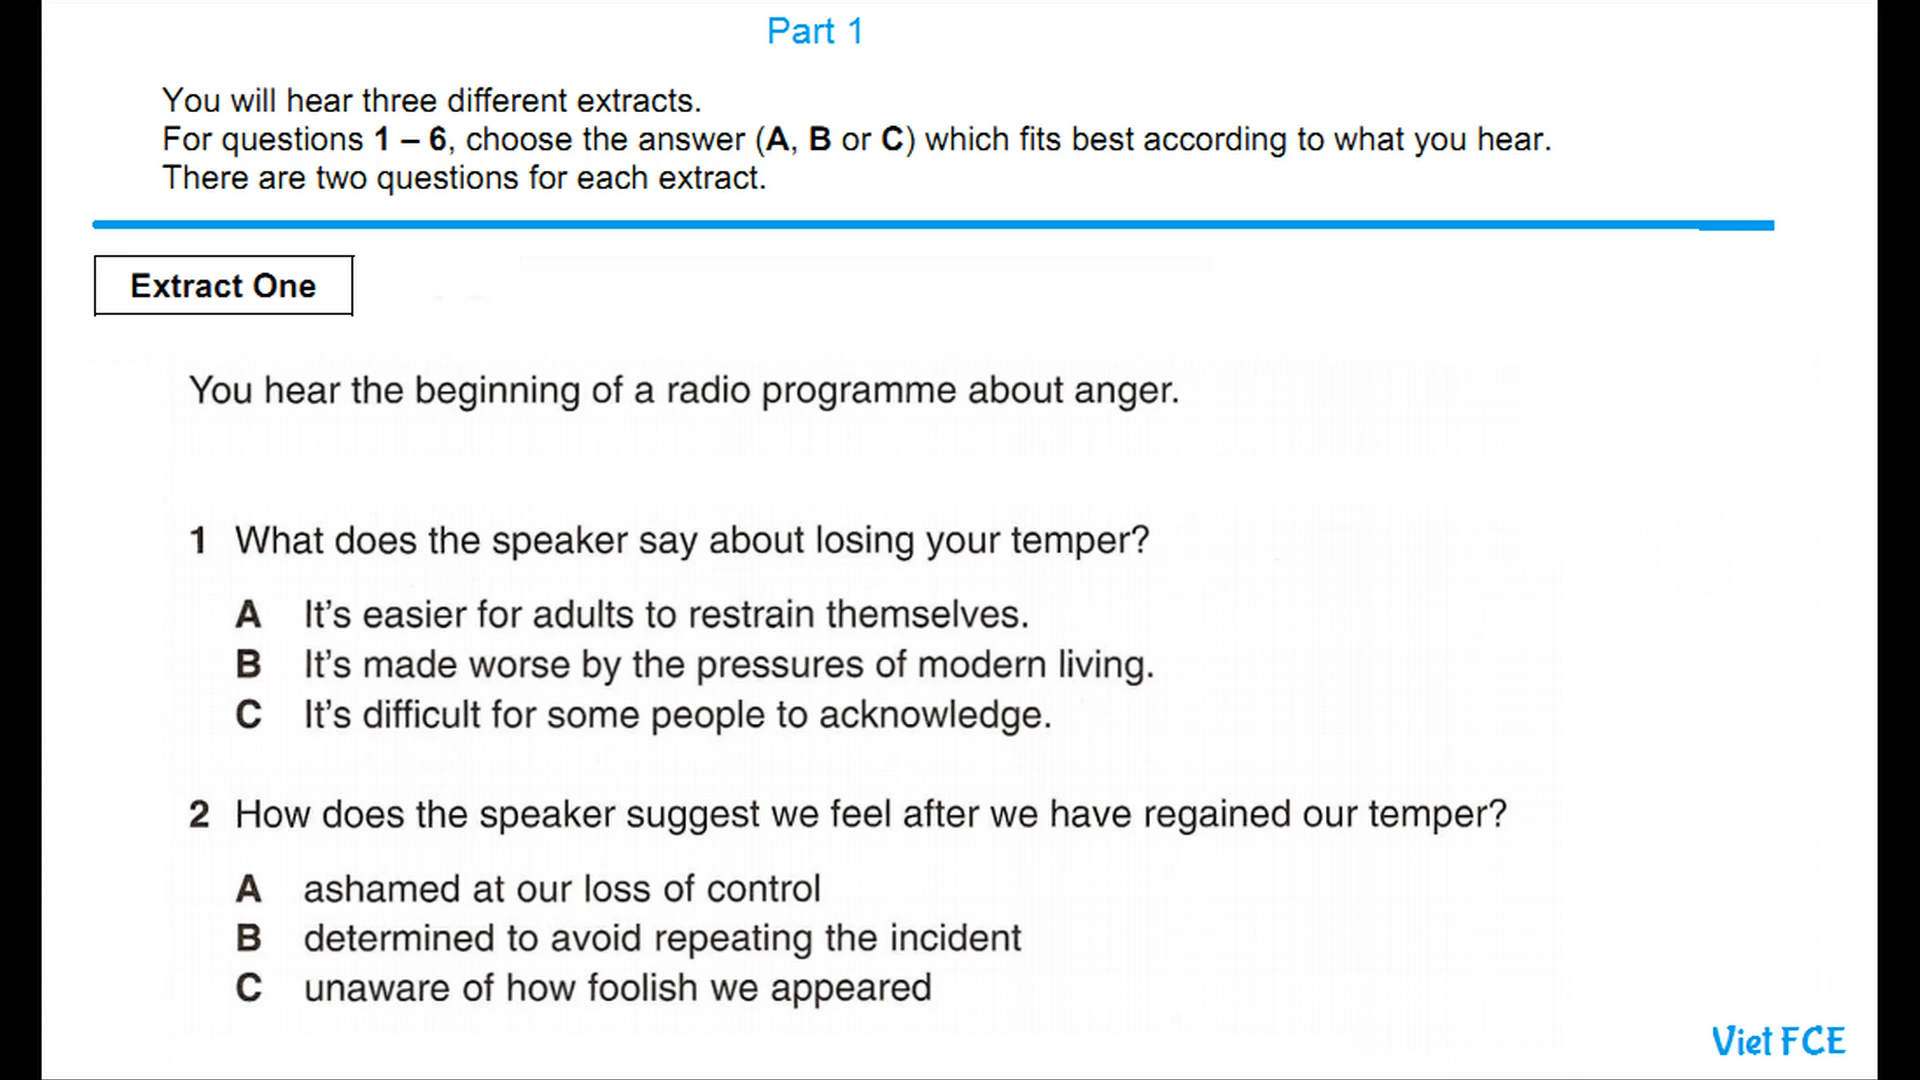 Part 1
You will hear three different extracts.
For questions 1 – 6, choose the answer (A, B or C) which fits best according to what you hear.
There are two questions for each extract.
Extract One
You hear the beginning of a radio programme about anger.
1 What does the speaker say about losing your temper?
A It's easier for adults to restrain themselves.
B It's made worse by the pressures of modern living.
C It's difficult for some people to acknowledge.
2 How does the speaker suggest we feel after we have regained our temper?
A ashamed at our loss of control
B determined to avoid repeating the incident
C unaware of how foolish we appeared
Viet FCE